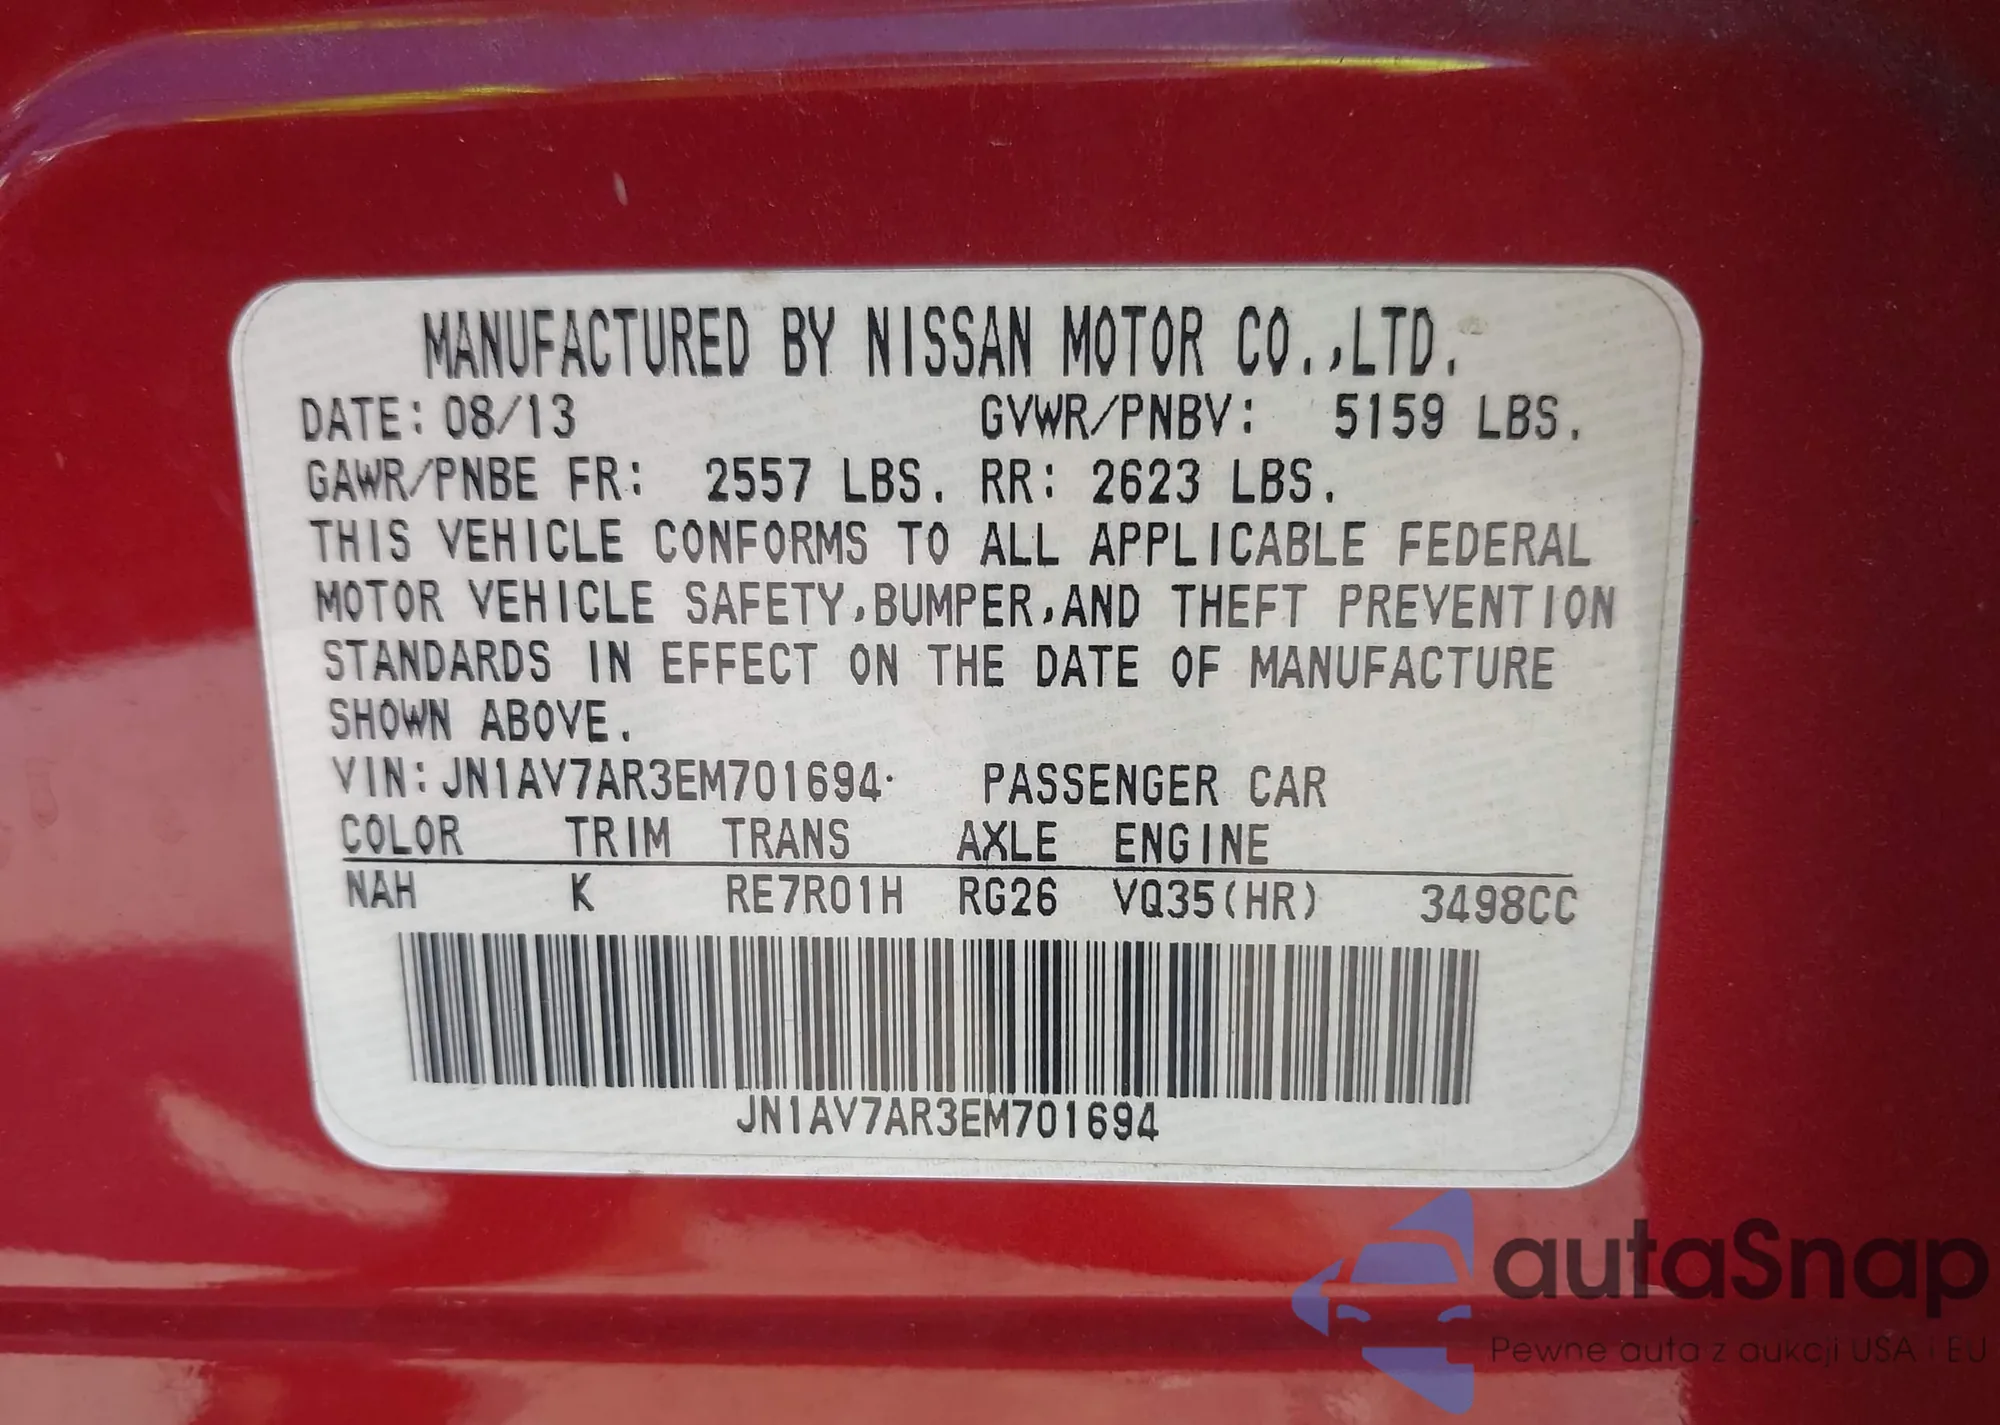 MANUFACTURED BY NISSAN MOTOR CO.,LTD.
DATE: 08/13 GVWR/PNBV: 5159 LBS.
GAWR/PNBE FR: 2557 LBS. RR: 2623 LBS.
THIS VEHICLE CONFORMS TO ALL APPLICABLE FEDERAL
MOTOR VEHICLE SAFETY,BUMPER,AND THEFT PREVENTION
STANDARDS IN EFFECT ON THE DATE OF MANUFACTURE
SHOWN ABOVE.
VIN:JN1AV7AR3EM701694 PASSENGER CAR
COLOR TRIM TRANS AXLE ENGINE
NAH K RE7R01H RG26 VQ35(HR) 3498CC
JN1AV7AR3EM701694
autaSnap
Pewne auta z aukcji USA i EU